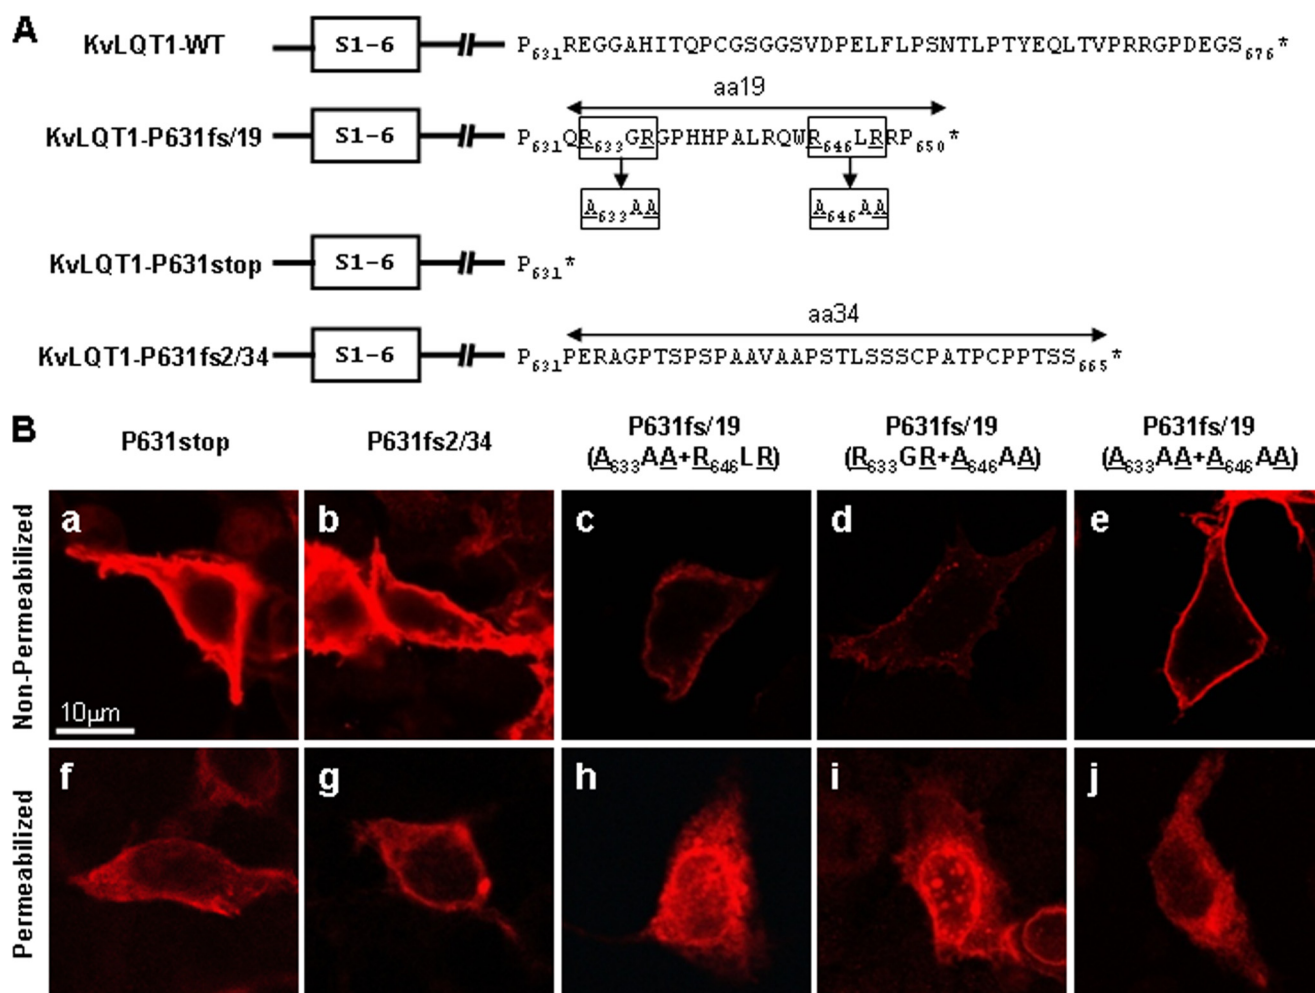 A
KvLQT1-WT S1-6 P631REGGAHITQPCGSGGSVDPELFLPSNTLPTYEQLTVPRRGPDEGS676*
aa19
KvLQT1-P631fs/19 S1-6 P631QR633GRGPHHPALRQWR646LRRP650*
A633AA A646AA
KvLQT1-P631stop S1-6 P631*
aa34
KvLQT1-P631fs2/34 S1-6 P631PERAGPTSPSPAAVAAPSTLSSSCPATPCPPTSS665*
B
P631stop P631fs2/34 P631fs/19 P631fs/19 P631fs/19
(A633AA+R646LR) (R633GR+A646AA) (A633AA+A646AA)
Non-Permeabilized
a b c d e
10μm
Permeabilized
f g h i j